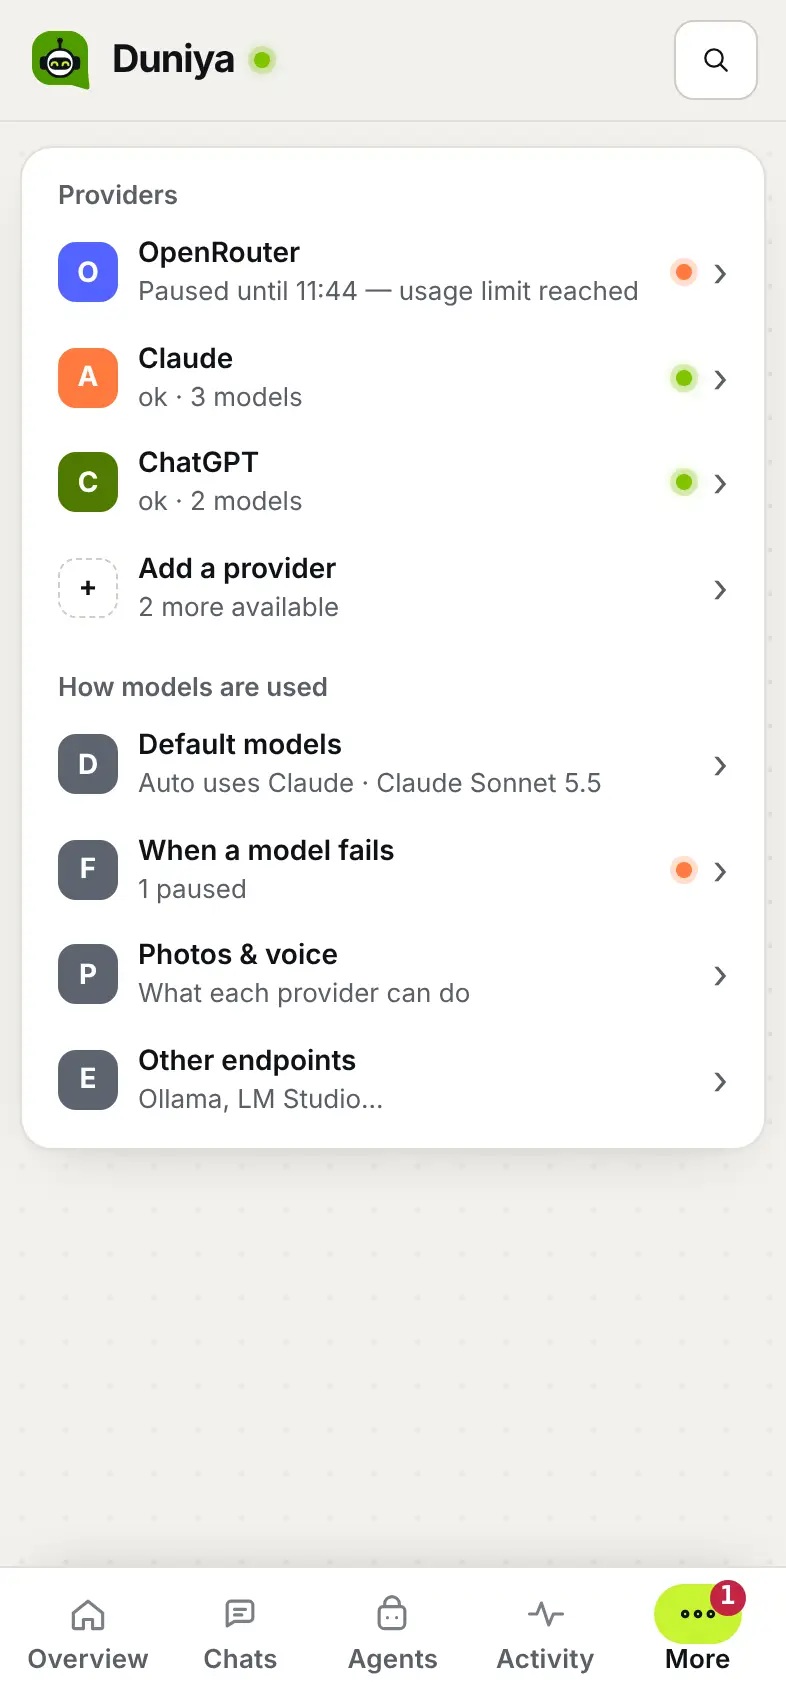 Duniya
Providers
O
OpenRouter
Paused until 11:44 — usage limit reached
A
Claude
ok · 3 models
C
ChatGPT
ok · 2 models
+
Add a provider
2 more available
How models are used
D
Default models
Auto uses Claude · Claude Sonnet 5.5
F
When a model fails
1 paused
P
Photos & voice
What each provider can do
E
Other endpoints
Ollama, LM Studio...
1
Overview
Chats
Agents
Activity
More